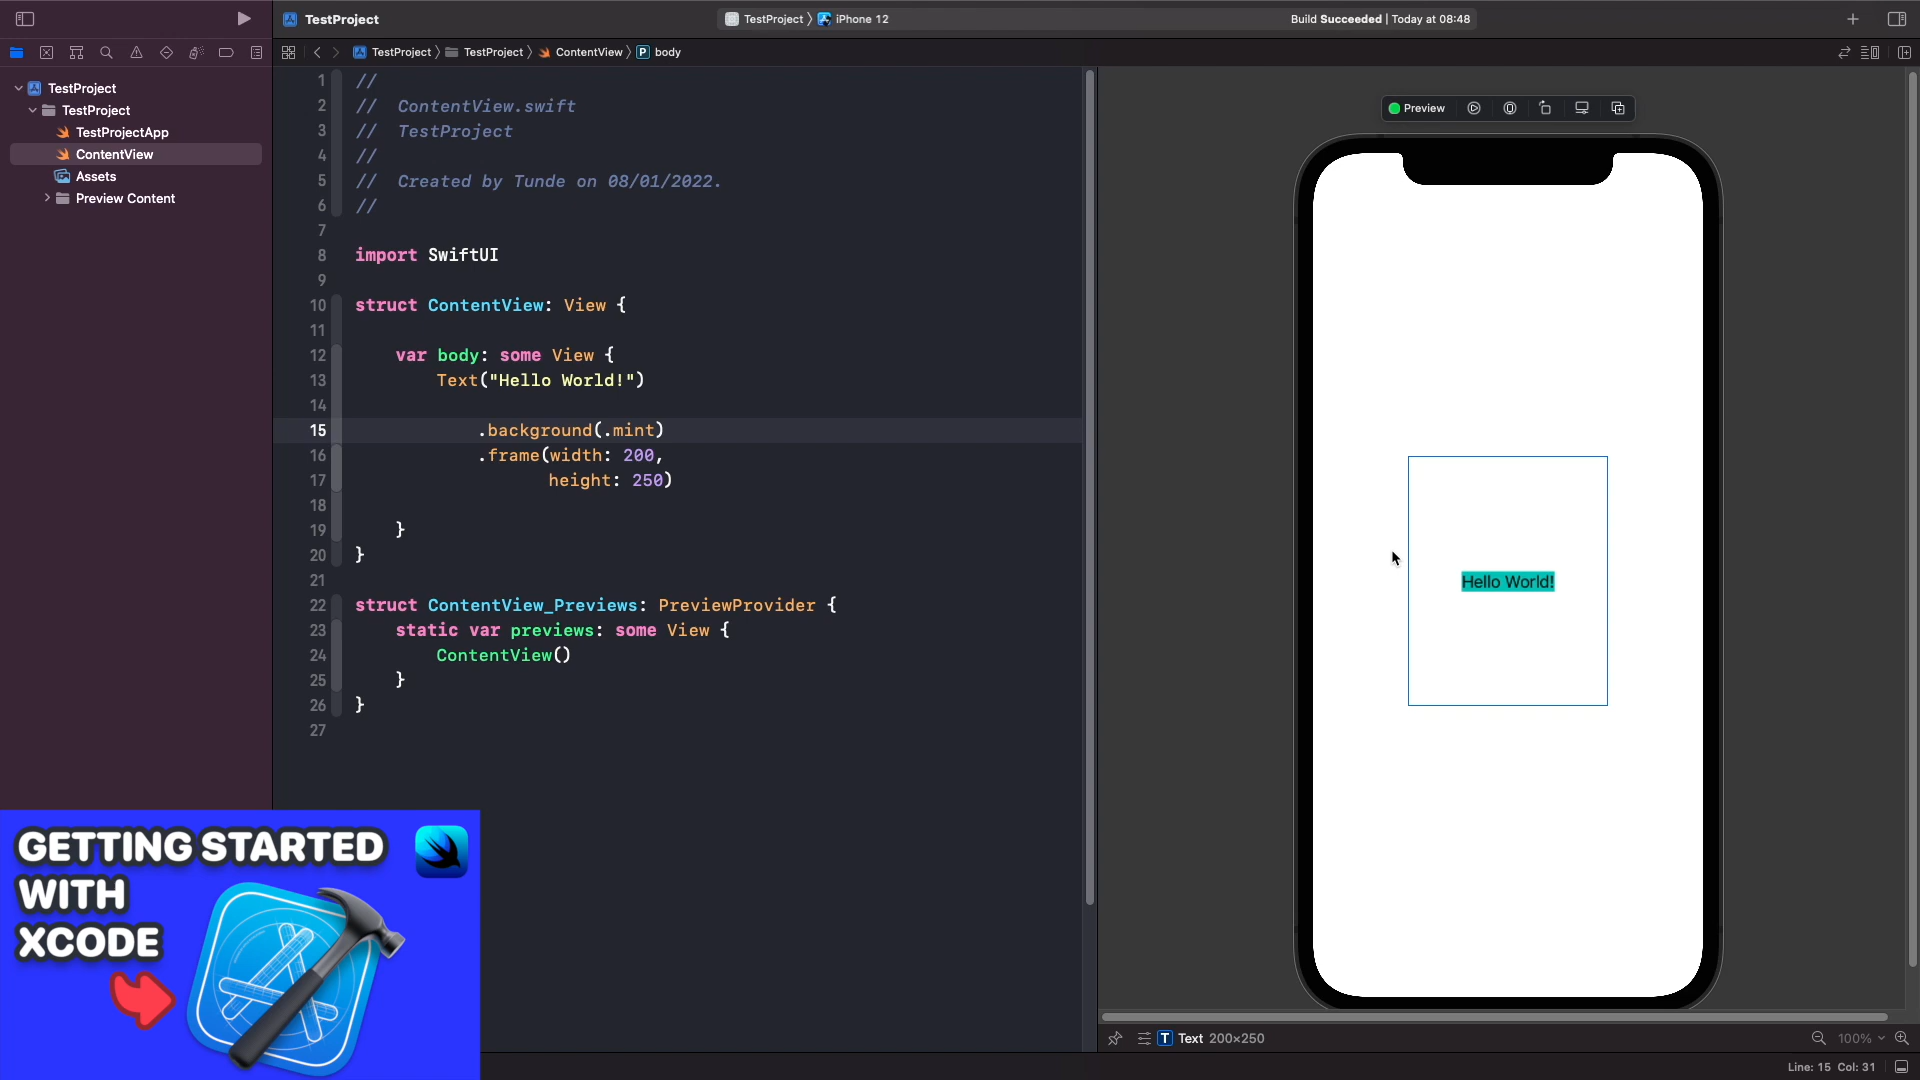 TestProject
TestProject 〉 iPhone 12
Build Succeeded | Today at 08:48
TestProject 〉 TestProject 〉 ContentView 〉 P body
TestProject
TestProject
TestProjectApp
ContentView
Assets
Preview Content
1 //
2 //  ContentView.swift
3 //  TestProject
4 //
5 //  Created by Tunde on 08/01/2022.
6 //
7
8 import SwiftUI
9
10 struct ContentView: View {
11
12     var body: some View {
13         Text("Hello World!")
14
15             .background(.mint)
16             .frame(width: 200,
17                    height: 250)
18
19     }
20 }
21
22 struct ContentView_Previews: PreviewProvider {
23     static var previews: some View {
24         ContentView()
25     }
26 }
27
Preview
Hello World!
GETTING STARTED
WITH
XCODE
T Text 200×250
100%
Line: 15 Col: 31